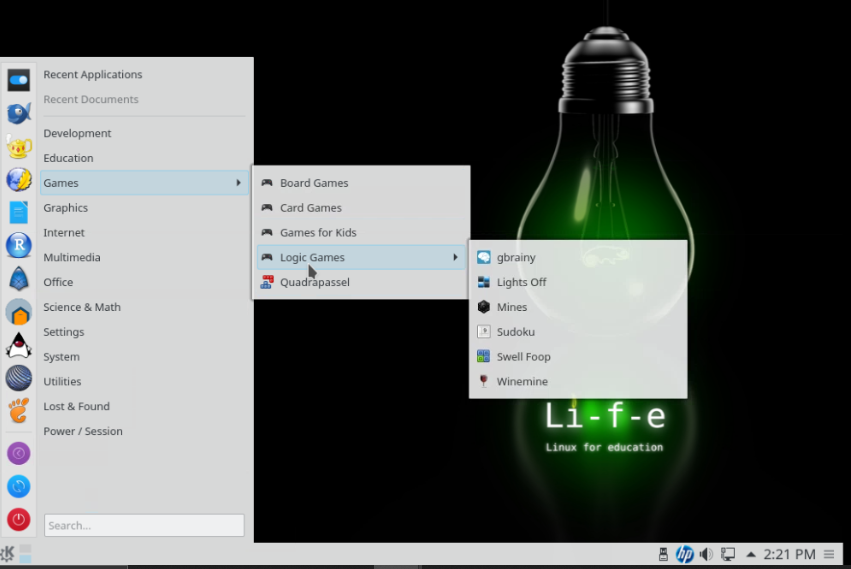 Recent Applications
Recent Documents
Development
Education
Games
Graphics
Internet
Multimedia
Office
Science & Math
Settings
System
Utilities
Lost & Found
Power / Session
Search...
Board Games
Card Games
Games for Kids
Logic Games
Quadrapassel
gbrainy
Lights Off
Mines
Sudoku
Swell Foop
Winemine
Li-f-e
Linux for education
R
K
hp
2:21 PM